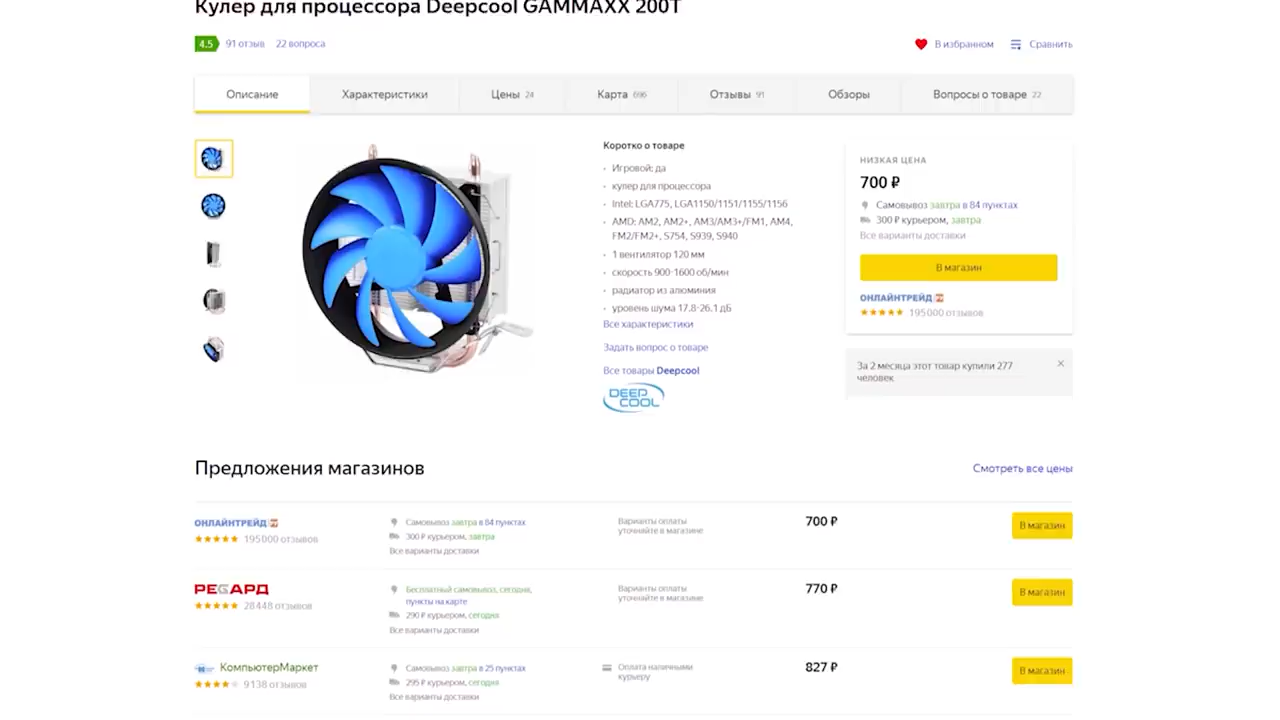 Кулер для процессора Deepcool GAMMAXX 200T
4.5 91 отзыв 22 вопроса
В избранном Сравнить
Описание Характеристики Цены 24 Карта 696 Отзывы 91 Обзоры Вопросы о товаре 22
Коротко о товаре
Игровой: да
кулер для процессора
Intel: LGA775, LGA1150/1151/1155/1156
AMD: AM2, AM2+, AM3/AM3+/FM1, AM4,
FM2/FM2+, S754, S939, S940
1 вентилятор 120 мм
скорость 900-1600 об/мин
радиатор из алюминия
уровень шума 17.8-26.1 дБ
Все характеристики
Задать вопрос о товаре
Все товары Deepcool
DEEP
COOL
НИЗКАЯ ЦЕНА
700 ₽
Самовывоз завтра в 84 пунктах
300 ₽ курьером, завтра
Все варианты доставки
В магазин
ОНЛАЙНТРЕЙД
195000 отзывов
За 2 месяца этот товар купили 277
человек
Предложения магазинов
Смотреть все цены
ОНЛАЙНТРЕЙД
195000 отзывов
Самовывоз завтра в 84 пунктах
300 ₽ курьером, завтра
Все варианты доставки
Варианты оплаты
уточняйте в магазине
700 ₽
В магазин
РЕГАРД
28448 отзывов
Бесплатный самовывоз, сегодня,
пункты на карте
290 ₽ курьером, сегодня
Все варианты доставки
Варианты оплаты
уточняйте в магазине
770 ₽
В магазин
КомпьютерМаркет
9138 отзывов
Самовывоз завтра в 25 пунктах
295 ₽ курьером, сегодня
Все варианты доставки
Оплата наличными
курьеру
827 ₽
В магазин